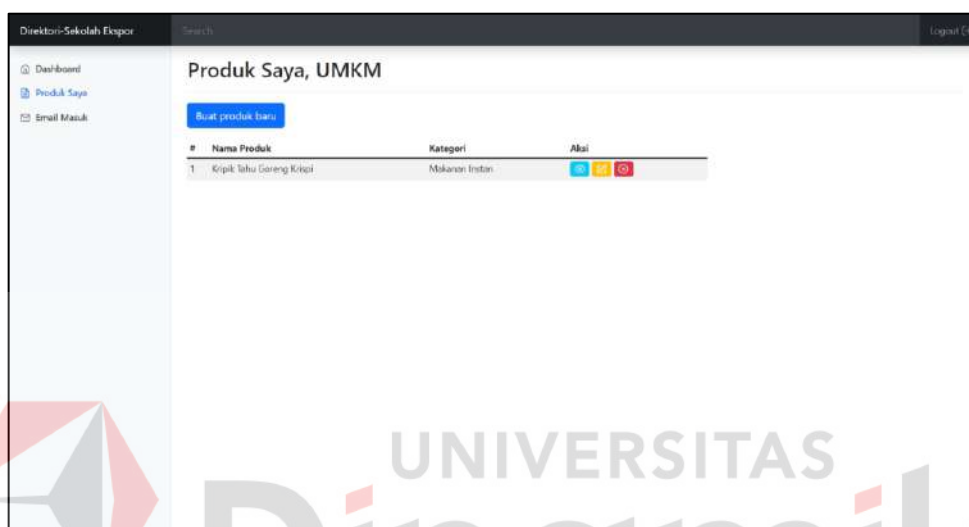 Direktori-Sekolah Ekspor
Search
Logout
Dashboard
Produk Saya
Email Masuk
Produk Saya, UMKM
Buat produk baru
# Nama Produk Kategori Aksi
1 Kripik Tahu Goreng Krispi Makanan Instan
UNIVERSITAS